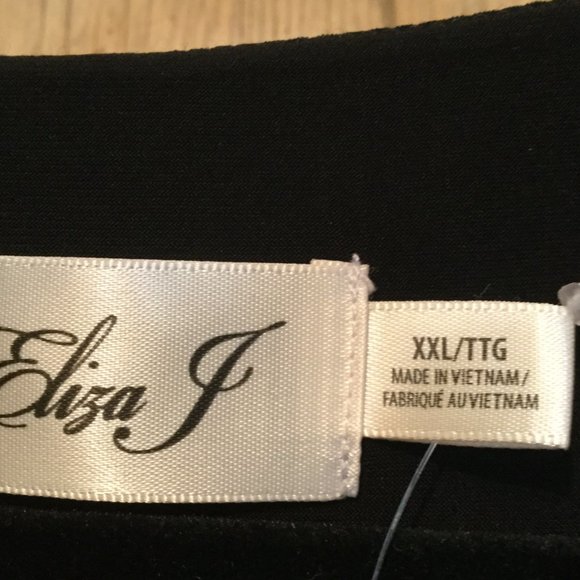 Eliza J
XXL/TTG
MADE IN VIETNAM/
FABRIQUÉ AU VIETNAM